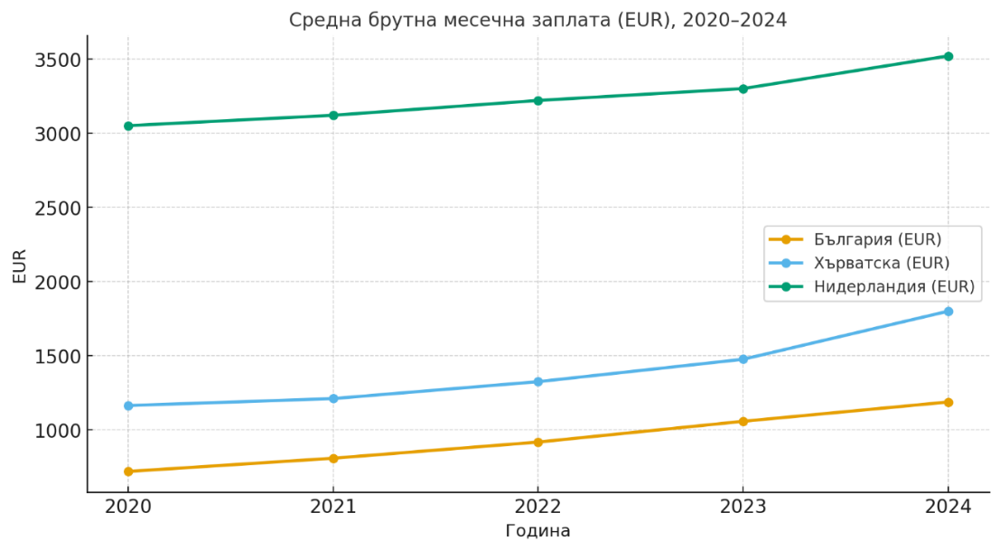 Средна брутна месечна заплата (EUR), 2020–2024
3500
3000
2500
2000
1500
1000
EUR
България (EUR)
Хърватска (EUR)
Нидерландия (EUR)
2020 2021 2022 2023 2024
Година